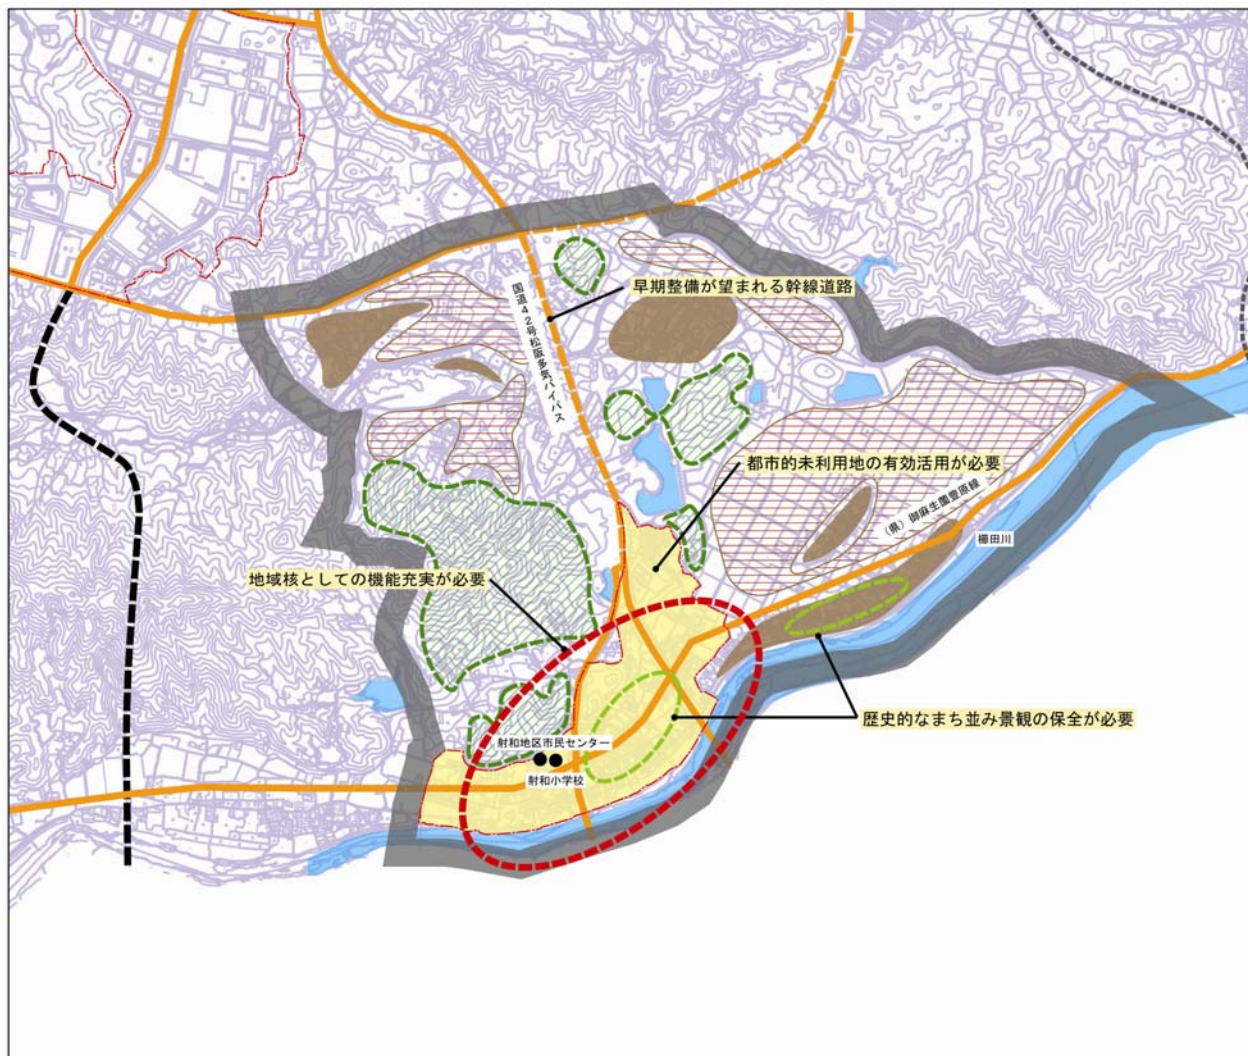 早期整備が望まれる幹線道路
国道42号松阪多気バイパス
都市的未利用地の有効活用が必要
(県)御麻生薗豊原線
櫛田川
地域核としての機能充実が必要
歴史的なまち並み景観の保全が必要
射和地区市民センター
射和小学校